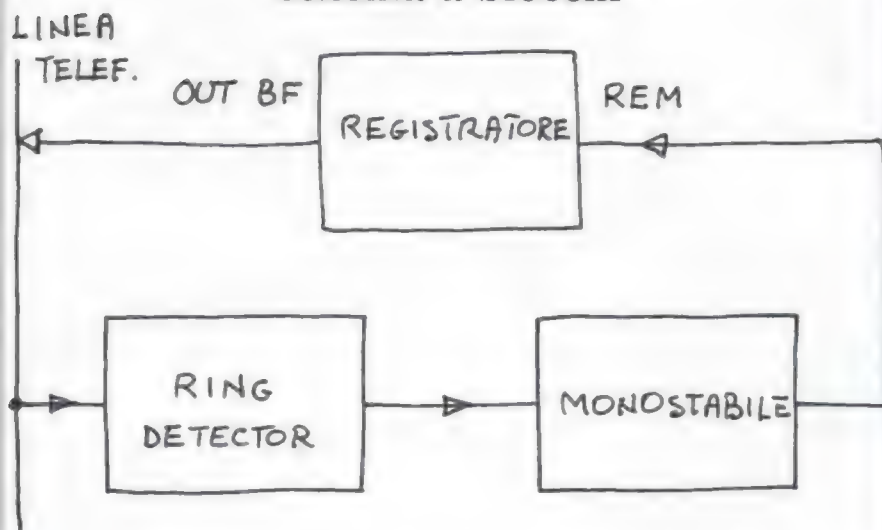 LINEA
TELEF.
OUT BF
REGISTRATORE
REM
RING
DETECTOR
MONOSTABILE